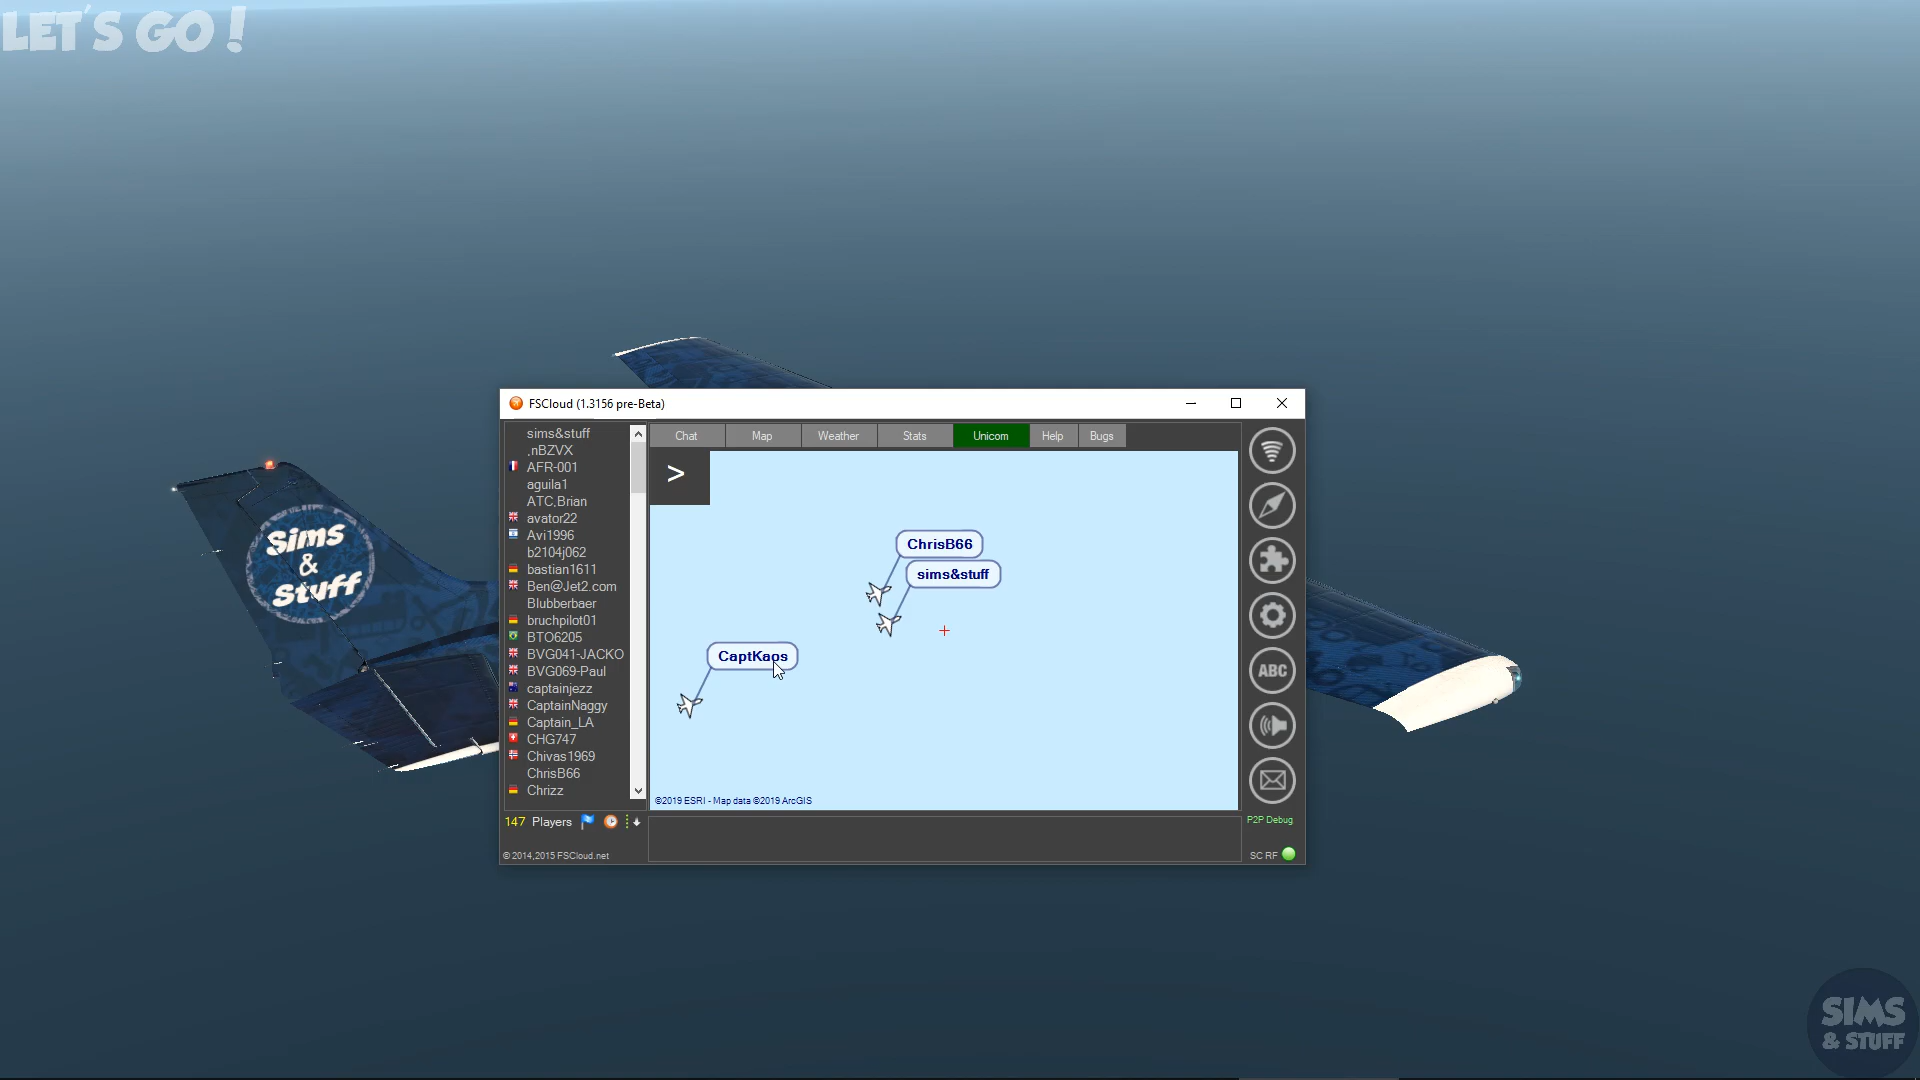 LET'S GO!
FSCloud (1.3156 pre-Beta)
sims&stuff
,nBZVX
AFR-001
aguila1
ATC,Brian
avator22
Avi1996
b2104j062
bastian1611
Ben@Jet2.com
Blubberbaer
bruchpilot01
BTO6205
BVG041-JACKO
BVG069-Paul
captainjezz
CaptainNaggy
Captain_LA
CHG747
Chivas1969
ChrisB66
Chrizz
147 Players
© 2014,2015 FSCloud.net
Chat Map Weather Stats Unicom Help Bugs
>
ChrisB66
sims&stuff
CaptKaos
©2019 ESRI - Map data ©2019 ArcGIS
ABC
P2P Debug
SC RF
Sims
&
Stuff
SIMS
& STUFF